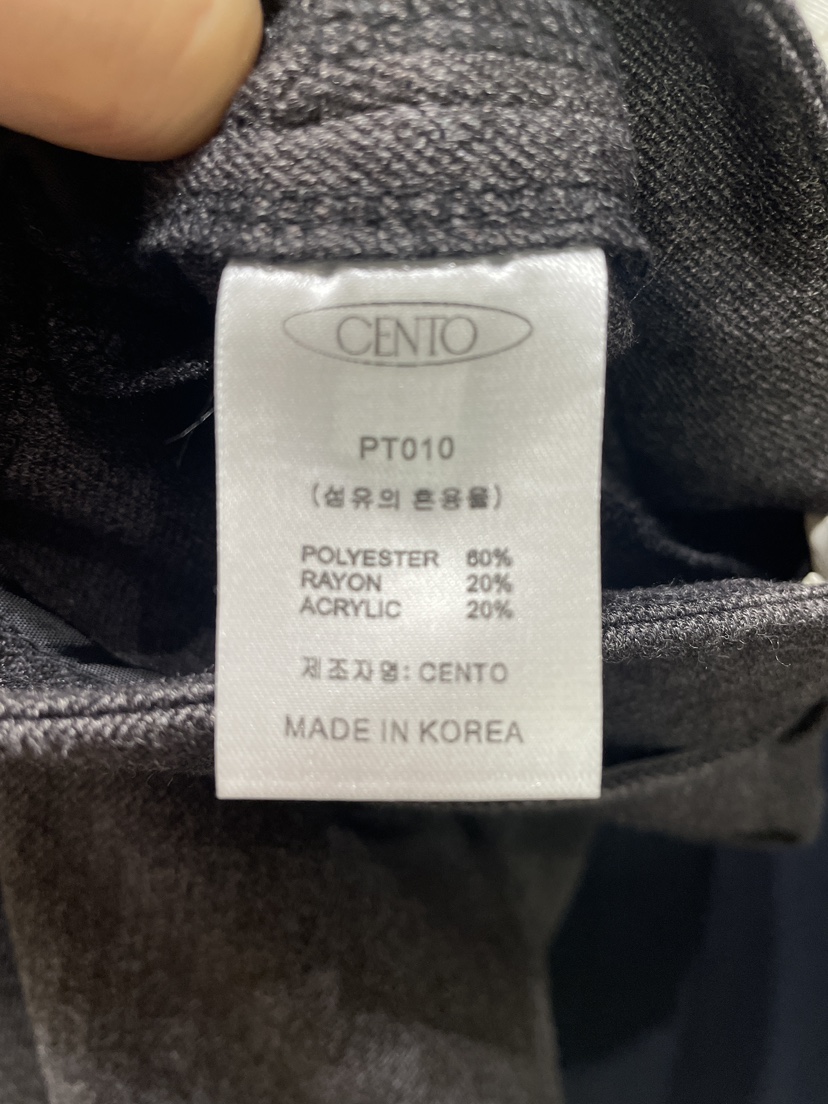 CENTO
PT010
(섬유의 혼용율)
POLYESTER 60%
RAYON 20%
ACRYLIC 20%
제조자명: CENTO
MADE IN KOREA